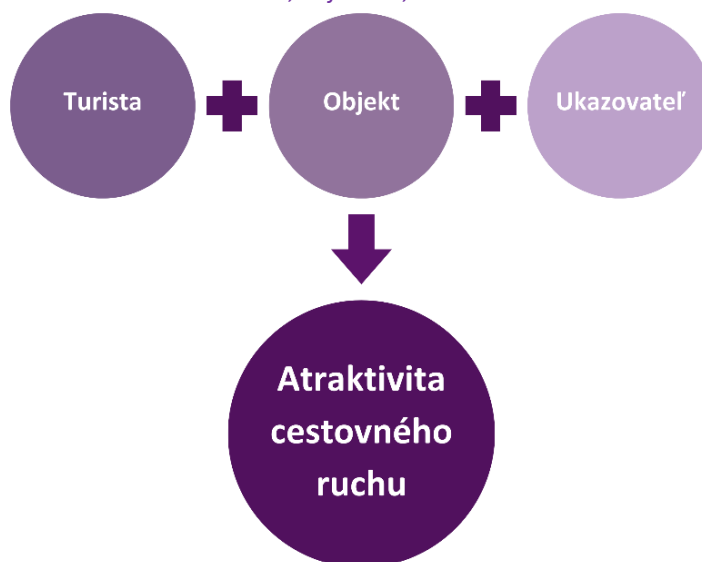 Turista
Objekt
Ukazovateľ
Atraktivita
cestovného
ruchu